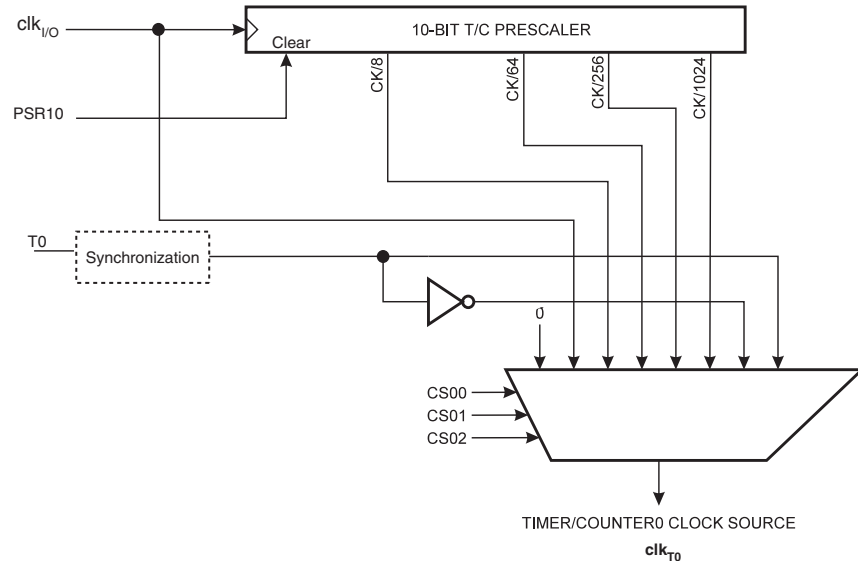 clkI/O
10-BIT T/C PRESCALER
Clear
CK/8
CK/64
CK/256
CK/1024
PSR10
T0
Synchronization
0
CS00
CS01
CS02
TIMER/COUNTER0 CLOCK SOURCE
clkT0